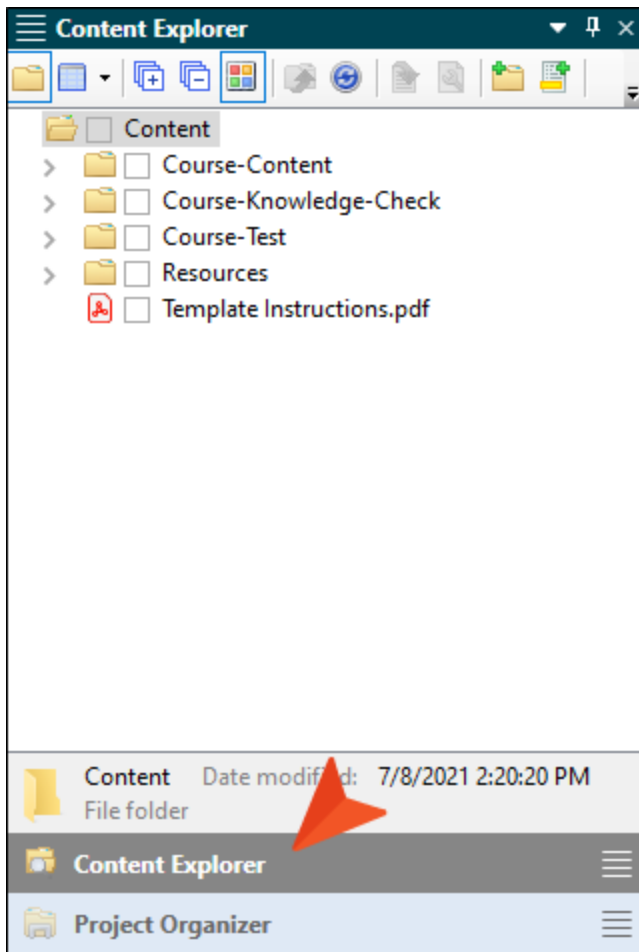 Content Explorer
Content
Course-Content
Course-Knowledge-Check
Course-Test
Resources
Template Instructions.pdf
Content Date modified: 7/8/2021 2:20:20 PM
File folder
Content Explorer
Project Organizer